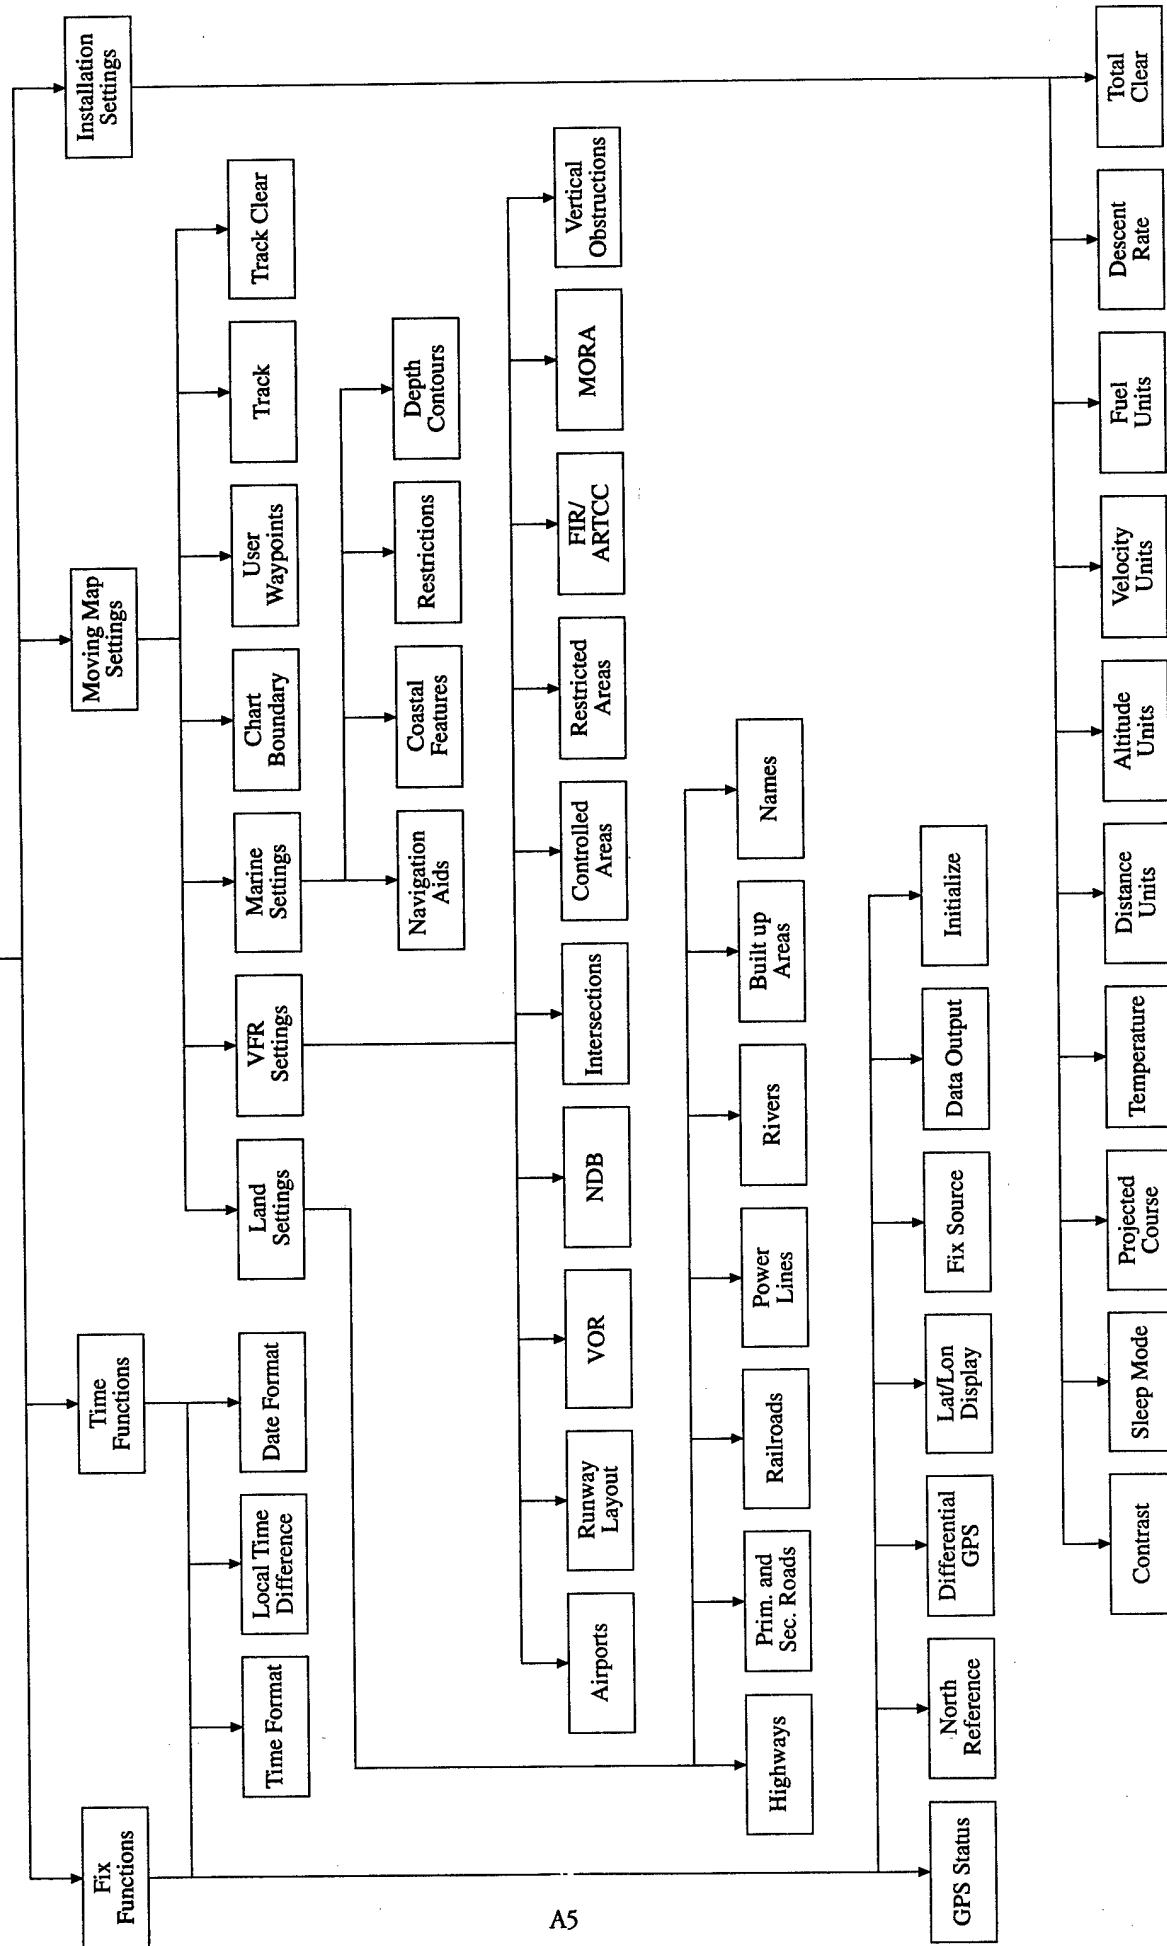 Fix
Functions
Time
Functions
Moving Map
Settings
Installation
Settings
Time Format
Local Time
Difference
Date Format
Land
Settings
VFR
Settings
Marine
Settings
Chart
Boundary
User
Waypoints
Track
Track Clear
Navigation
Aids
Coastal
Features
Restrictions
Depth
Contours
Airports
Runway
Layout
VOR
NDB
Intersections
Controlled
Areas
Restricted
Areas
FIR/
ARTCC
MORA
Vertical
Obstructions
Highways
Prim. and
Sec. Roads
Railroads
Power
Lines
Rivers
Built up
Areas
Names
GPS Status
North
Reference
Differential
GPS
Lat/Lon
Display
Fix Source
Data Output
Initialize
Contrast
Sleep Mode
Projected
Course
Temperature
Distance
Units
Altitude
Units
Velocity
Units
Fuel
Units
Descent
Rate
Total
Clear
A5